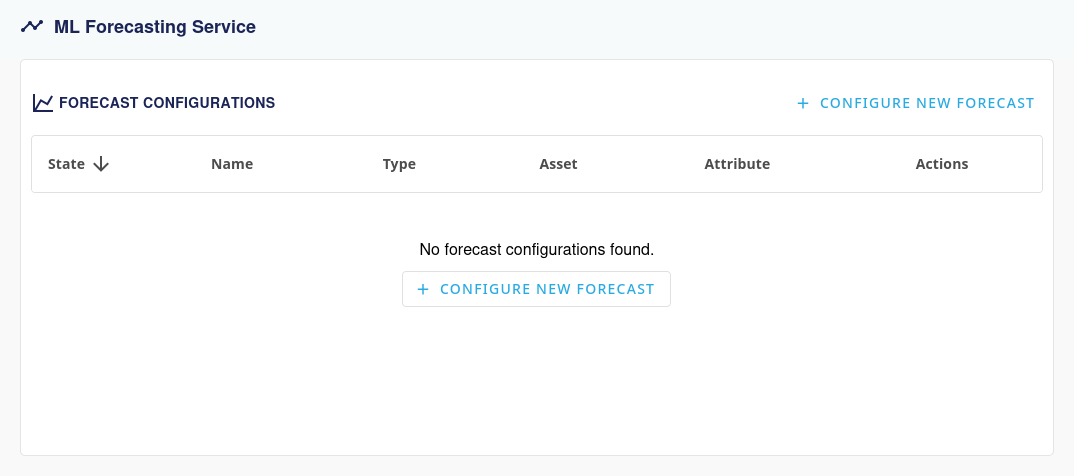 ML Forecasting Service
FORECAST CONFIGURATIONS
+ CONFIGURE NEW FORECAST
State Name Type Asset Attribute Actions
No forecast configurations found.
+ CONFIGURE NEW FORECAST